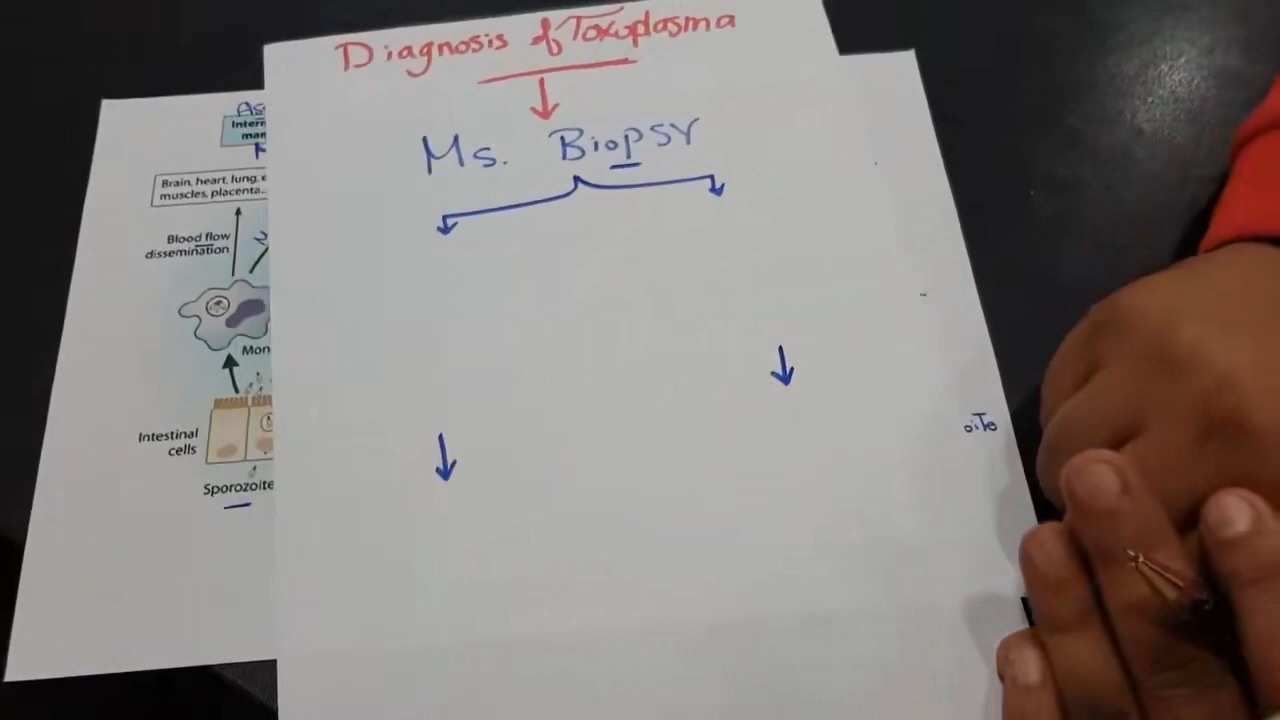 Diagnosis of Toxoplasma
Ms. Biopsy
Brain, heart, lung,
muscles, placenta..
Blood flow
dissemination
Intestinal
cells
Sporozoite